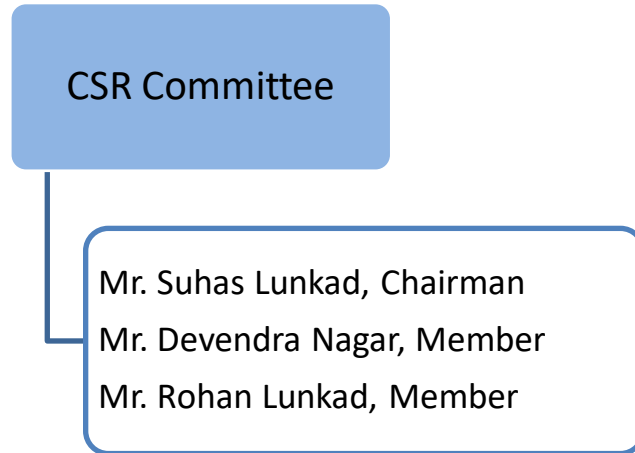 CSR Committee
Mr. Suhas Lunkad, Chairman
Mr. Devendra Nagar, Member
Mr. Rohan Lunkad, Member